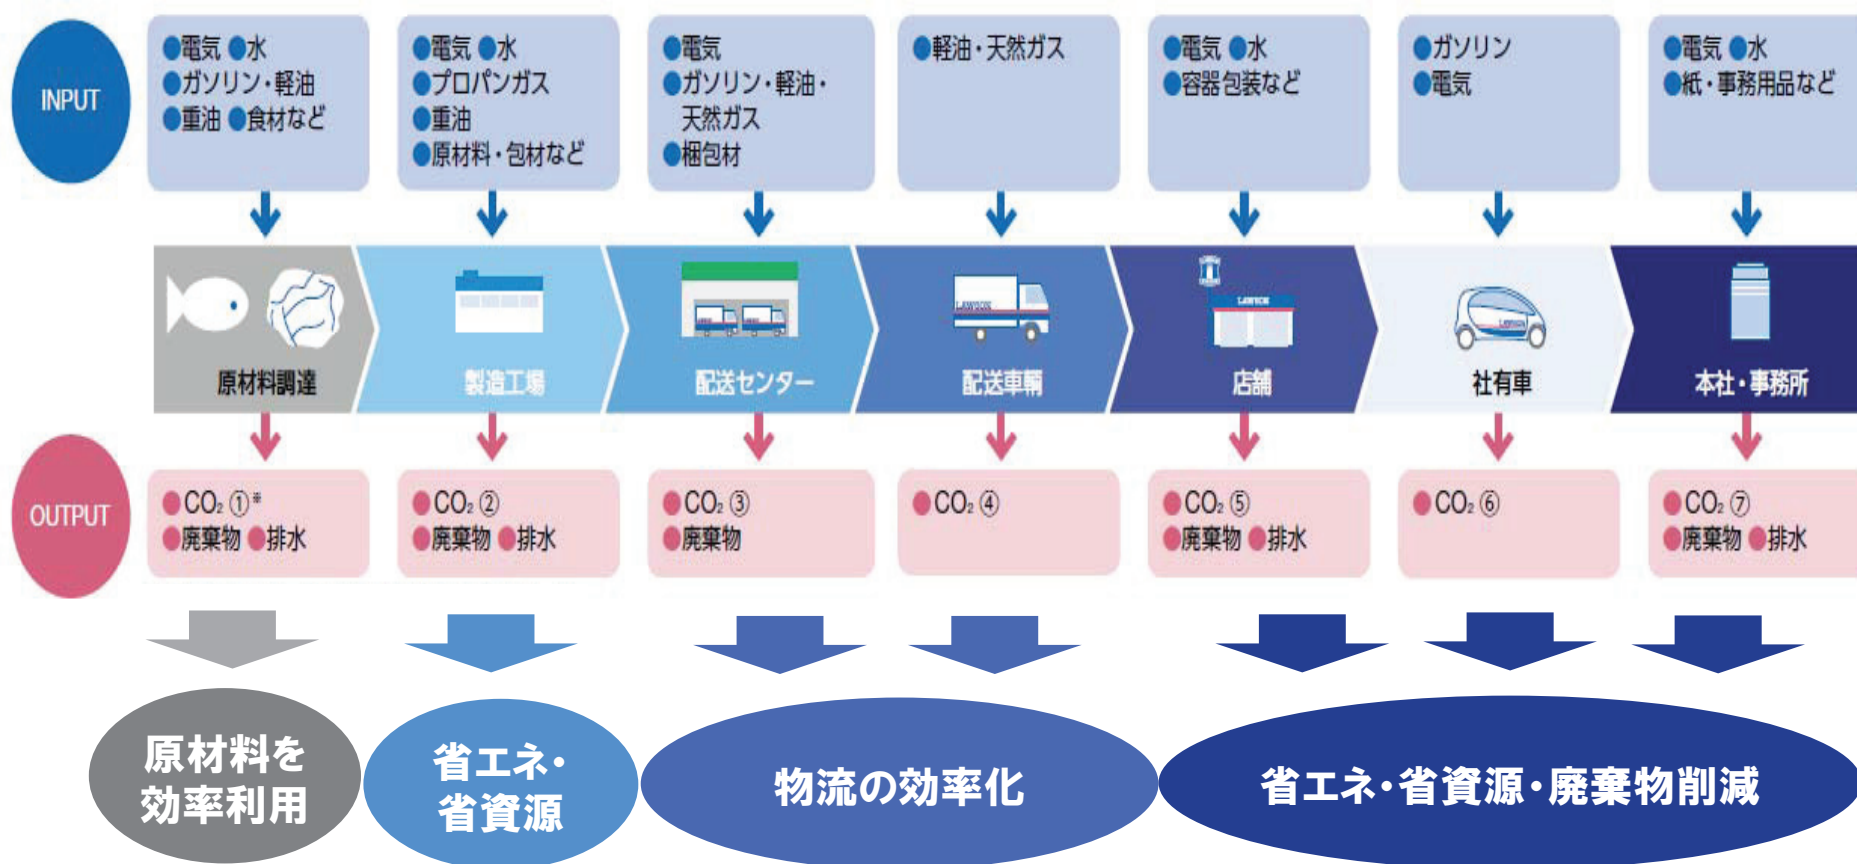 INPUT
●電気 ●水
●ガソリン・軽油
●重油 ●食材など
●電気 ●水
●プロパンガス
●重油
●原材料・包材など
●電気
●ガソリン・軽油・
天然ガス
●梱包材
●軽油・天然ガス
●電気 ●水
●容器包装など
●ガソリン
●電気
●電気 ●水
●紙・事務用品など
原材料調達
製造工場
配送センター
LAWSON
配送車輌
LAWSON
店舗
LAWSON
社有車
本社・事務所
OUTPUT
●CO₂ ①※
●廃棄物 ●排水
●CO₂ ②
●廃棄物 ●排水
●CO₂ ③
●廃棄物
●CO₂ ④
●CO₂ ⑤
●廃棄物 ●排水
●CO₂ ⑥
●CO₂ ⑦
●廃棄物 ●排水
原材料を
効率利用
省エネ・
省資源
物流の効率化
省エネ・省資源・廃棄物削減